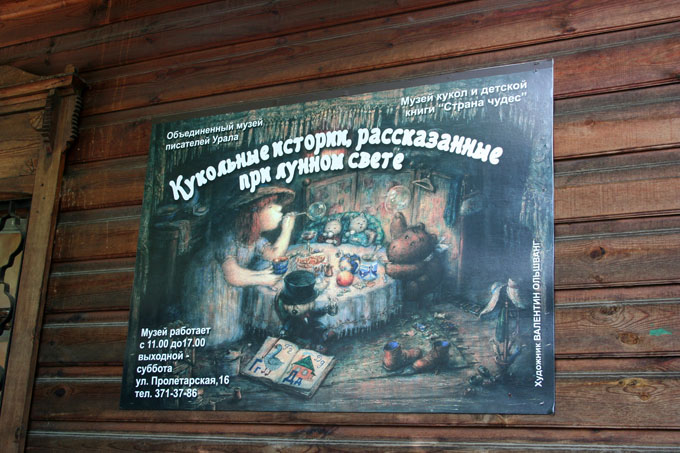 Объединенный музей
писателей Урала
Музей кукол и детской
книги "Страна чудес"
Кукольные истории, рассказанные
при лунном свете
Музей работает
с 11.00 до17.00
выходной -
суббота
ул. Пролетарская,16
тел. 371-37-86
Художник ВАЛЕНТИН ОЛЬШВАНГ
ДА